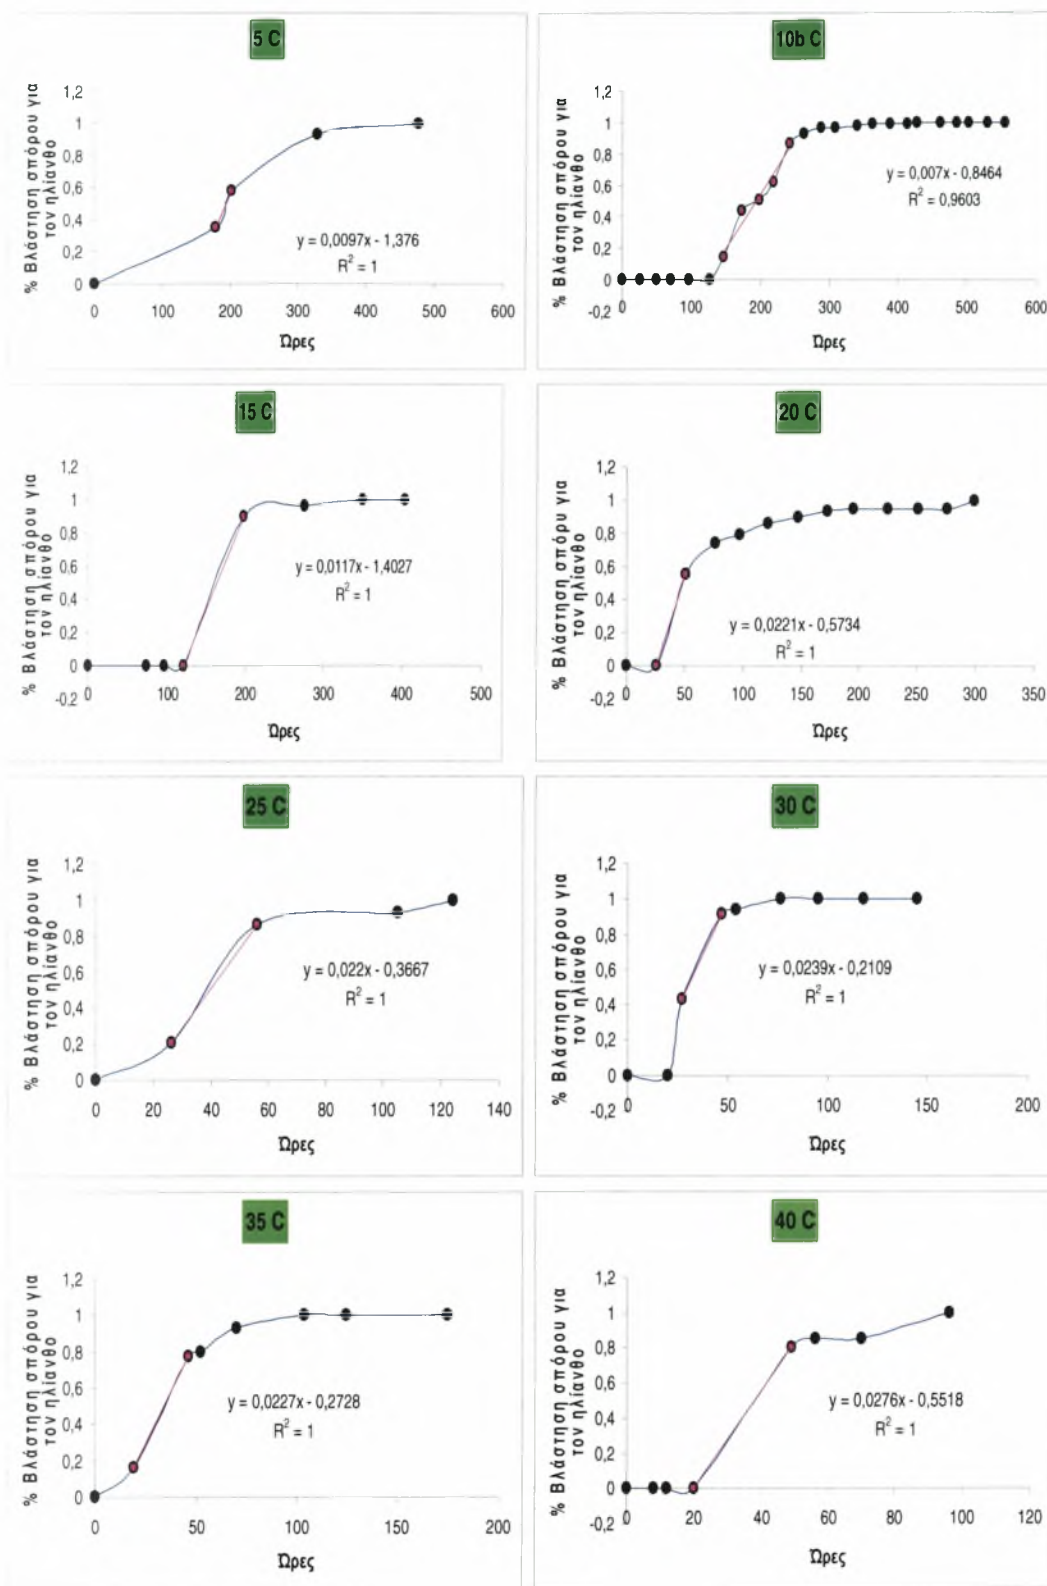 5 C
% Βλάστηση σπόρου για
τον ηλίανθο
1,2
1
0,8
0,6
0,4
0,2
0
y = 0,0097x - 1,376
R² = 1
0 100 200 300 400 500 600
Ώρες
10b C
% Βλάστηση σπόρου για
τον ηλίανθο
1,2
1
0,8
0,6
0,4
0,2
0
-0,2
y = 0,007x - 0,8464
R² = 0,9603
0 100 200 300 400 500 600
Ώρες
15 C
% Βλάστηση σπόρου για
τον ηλίανθο
1,2
1
0,8
0,6
0,4
0,2
0
-0,2
y = 0,0117x - 1,4027
R² = 1
0 100 200 300 400 500
Ώρες
20 C
% Βλάστηση σπόρυ για
τον ηλίανθο
1,2
1
0,8
0,6
0,4
0,2
0
-0,2
y = 0,0221x - 0,5734
R² = 1
0 50 100 150 200 250 300 350
Ώρες
25 C
% Βλάστηση σπόρου για
τον ηλίανθο
1,2
1
0,8
0,6
0,4
0,2
0
y = 0,022x - 0,3667
R² = 1
0 20 40 60 80 100 120 140
Ώρες
30 C
% Βλάστηση σπόρου για
τον ηλίανθο
1,2
1
0,8
0,6
0,4
0,2
0
-0,2
y = 0,0239x - 0,2109
R² = 1
0 50 100 150 200
Ώρες
35 C
% Βλάστηση σπόρου για
τον ηλίανθο
1,2
1
0,8
0,6
0,4
0,2
0
y = 0,0227x - 0,2728
R² = 1
0 50 100 150 200
Ώρες
40 C
% Βλάστηση σπόρου για
τον ηλίανθο
1,2
1
0,8
0,6
0,4
0,2
0
-0,2
y = 0,0276x - 0,5518
R² = 1
0 20 40 60 80 100 120
Ώρες